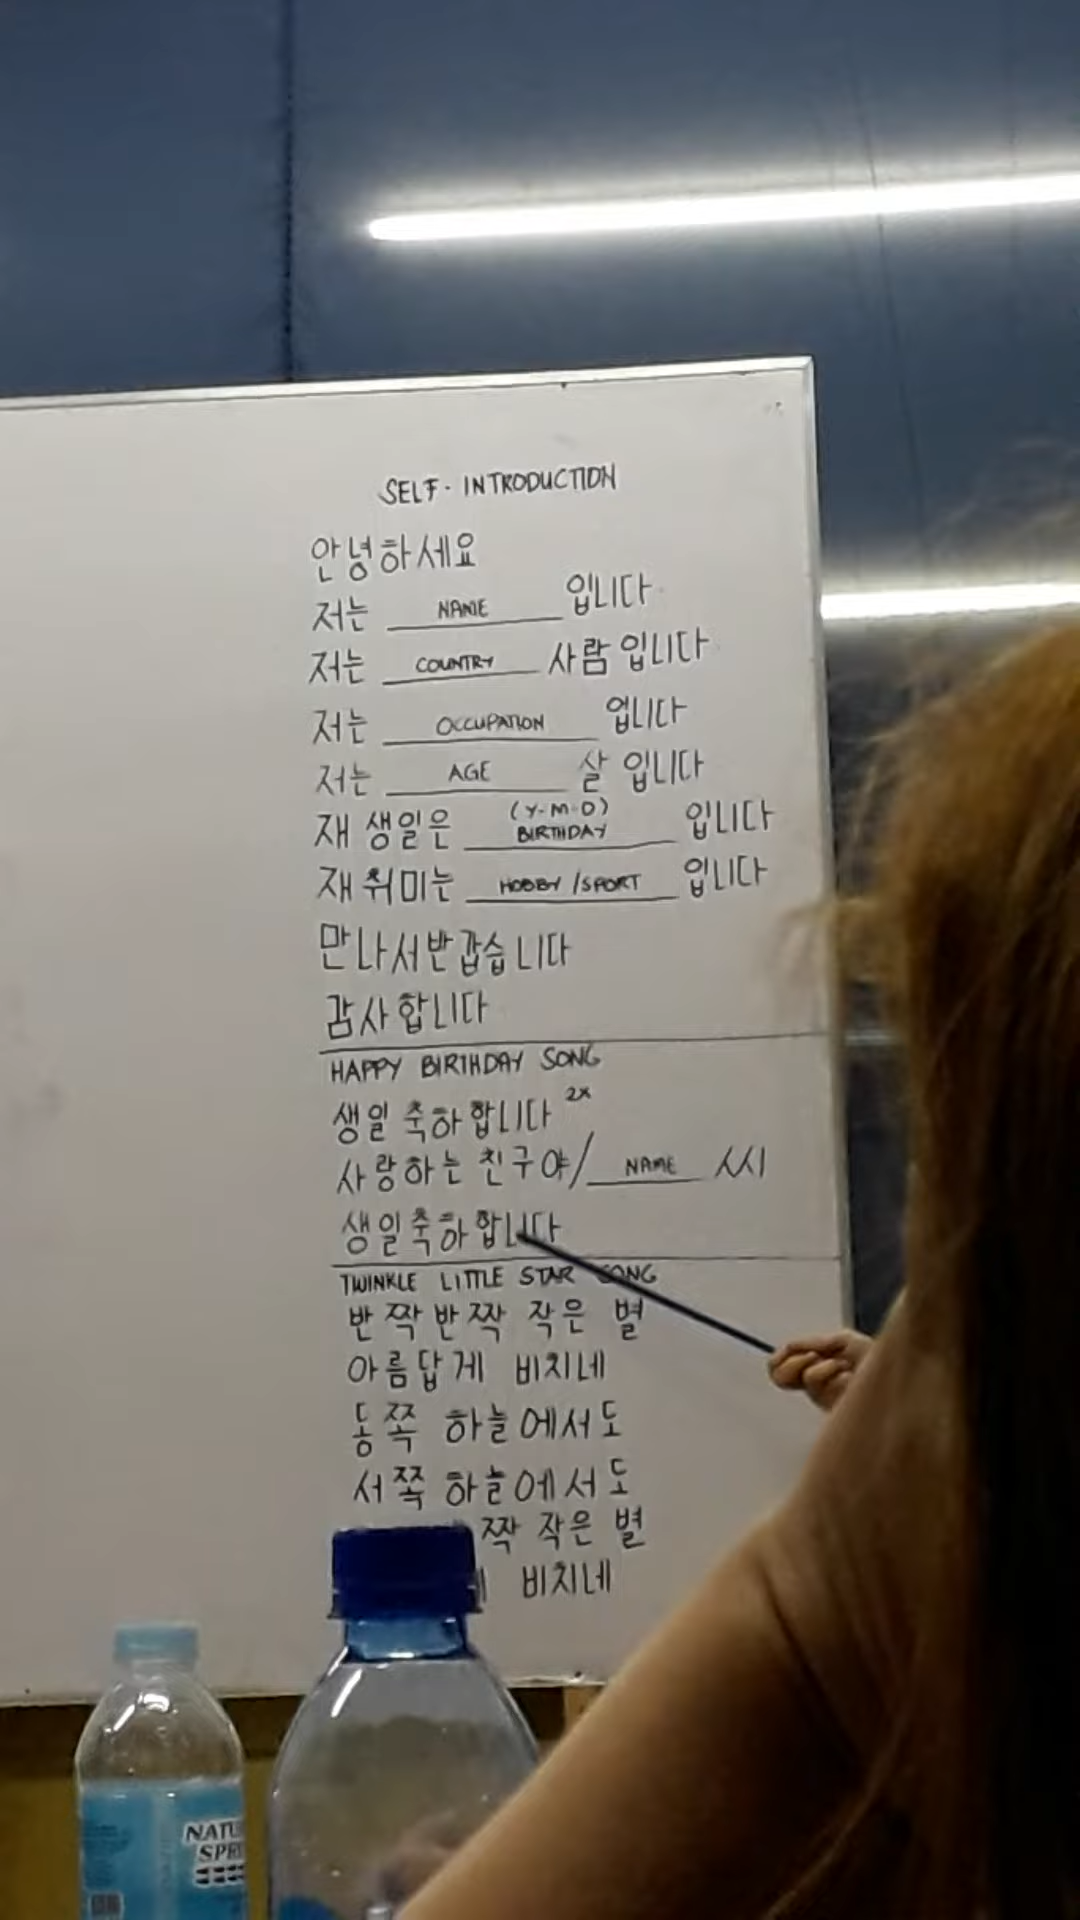 SELF-INTRODUCTION
안녕하세요
저는 NAME 입니다.
저는 COUNTRY 사람 입니다
저는 OCCUPATION 업니다
저는 AGE 살 입니다
재 생일은 (Y-M-D) BIRTHDAY 입니다
재 취미는 HOBBY /SPORT 입니다
만나서반갑습니다
감사합니다
HAPPY BIRTHDAY SONG
생일 축하합니다 2x
사랑하는 친구야/ NAME 씨
생일축하합니다
TWINKLE LITTLE STAR SONG
반짝반짝 작은 별
아름답게 비치네
동쪽 하늘에서도
서쪽 하늘에서도
짝 작은 별
비치네